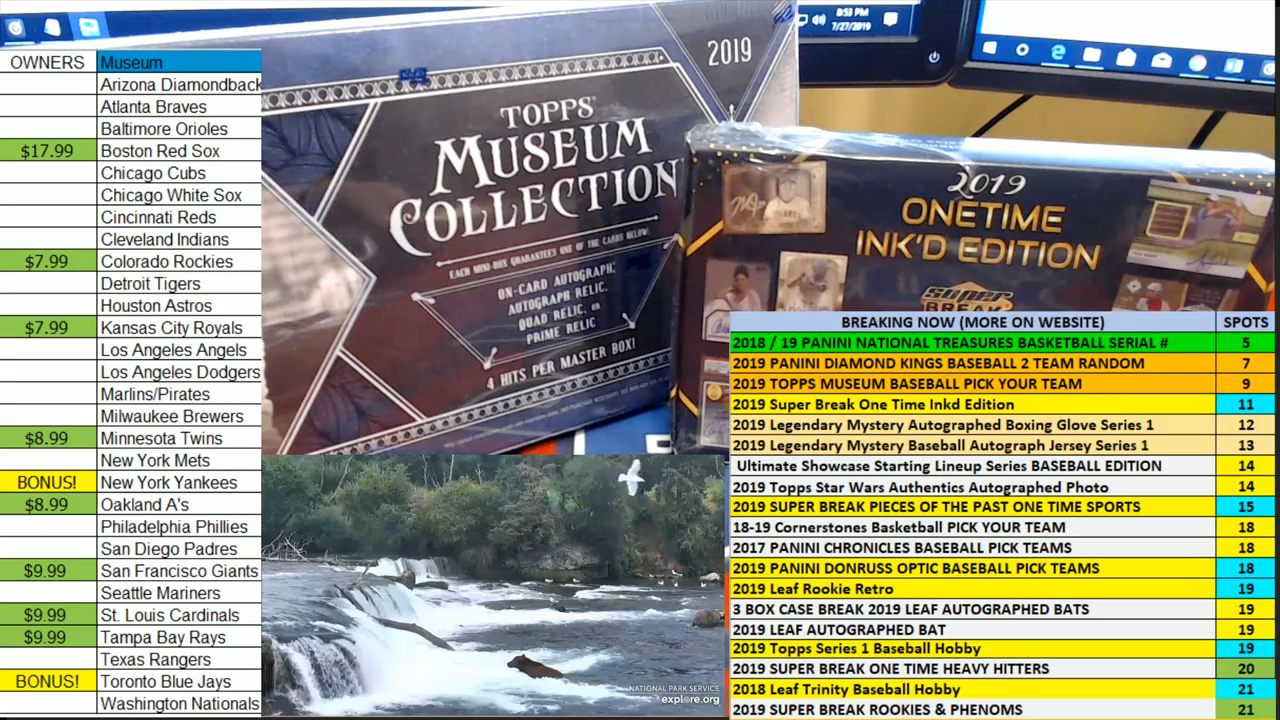 8:53 PM
7/27/2019
OWNERS Museum
Arizona Diamondback
Atlanta Braves
Baltimore Orioles
$17.99 Boston Red Sox
Chicago Cubs
Chicago White Sox
Cincinnati Reds
Cleveland Indians
$7.99 Colorado Rockies
Detroit Tigers
Houston Astros
$7.99 Kansas City Royals
Los Angeles Angels
Los Angeles Dodgers
Marlins/Pirates
Milwaukee Brewers
$8.99 Minnesota Twins
New York Mets
BONUS! New York Yankees
$8.99 Oakland A's
Philadelphia Phillies
San Diego Padres
$9.99 San Francisco Giants
Seattle Mariners
$9.99 St. Louis Cardinals
$9.99 Tampa Bay Rays
Texas Rangers
BONUS! Toronto Blue Jays
Washington Nationals
2019
TOPPS
MUSEUM
COLLECTION
EACH MINI-BOX GUARANTEES ONE OF THE CARDS BELOW:
ON-CARD AUTOGRAPH,
AUTOGRAPH RELIC,
QUAD RELIC, OR
PRIME RELIC
4 HITS PER MASTER BOX!
2019
ONETIME
INK'D EDITION
SUPER
BREAK
BREAKING NOW (MORE ON WEBSITE) SPOTS
2018 / 19 PANINI NATIONAL TREASURES BASKETBALL SERIAL # 5
2019 PANINI DIAMOND KINGS BASEBALL 2 TEAM RANDOM 7
2019 TOPPS MUSEUM BASEBALL PICK YOUR TEAM 9
2019 Super Break One Time Inkd Edition 11
2019 Legendary Mystery Autographed Boxing Glove Series 1 12
2019 Legendary Mystery Baseball Autograph Jersey Series 1 13
Ultimate Showcase Starting Lineup Series BASEBALL EDITION 14
2019 Topps Star Wars Authentics Autographed Photo 14
2019 SUPER BREAK PIECES OF THE PAST ONE TIME SPORTS 15
18-19 Cornerstones Basketball PICK YOUR TEAM 18
2017 PANINI CHRONICLES BASEBALL PICK TEAMS 18
2019 PANINI DONRUSS OPTIC BASEBALL PICK TEAMS 18
2019 Leaf Rookie Retro 19
3 BOX CASE BREAK 2019 LEAF AUTOGRAPHED BATS 19
2019 LEAF AUTOGRAPHED BAT 19
2019 Topps Series 1 Baseball Hobby 19
2019 SUPER BREAK ONE TIME HEAVY HITTERS 20
2018 Leaf Trinity Baseball Hobby 21
2019 SUPER BREAK ROOKIES & PHENOMS 21
NATIONAL PARK SERVICE
explore.org